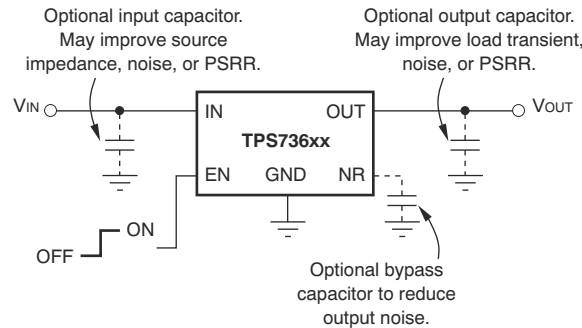 Optional input capacitor.
May improve source
impedance, noise, or PSRR.
Optional output capacitor.
May improve load transient,
noise, or PSRR.
VIN
IN
OUT
VOUT
TPS736xx
EN
GND
NR
ON
OFF
Optional bypass
capacitor to reduce
output noise.